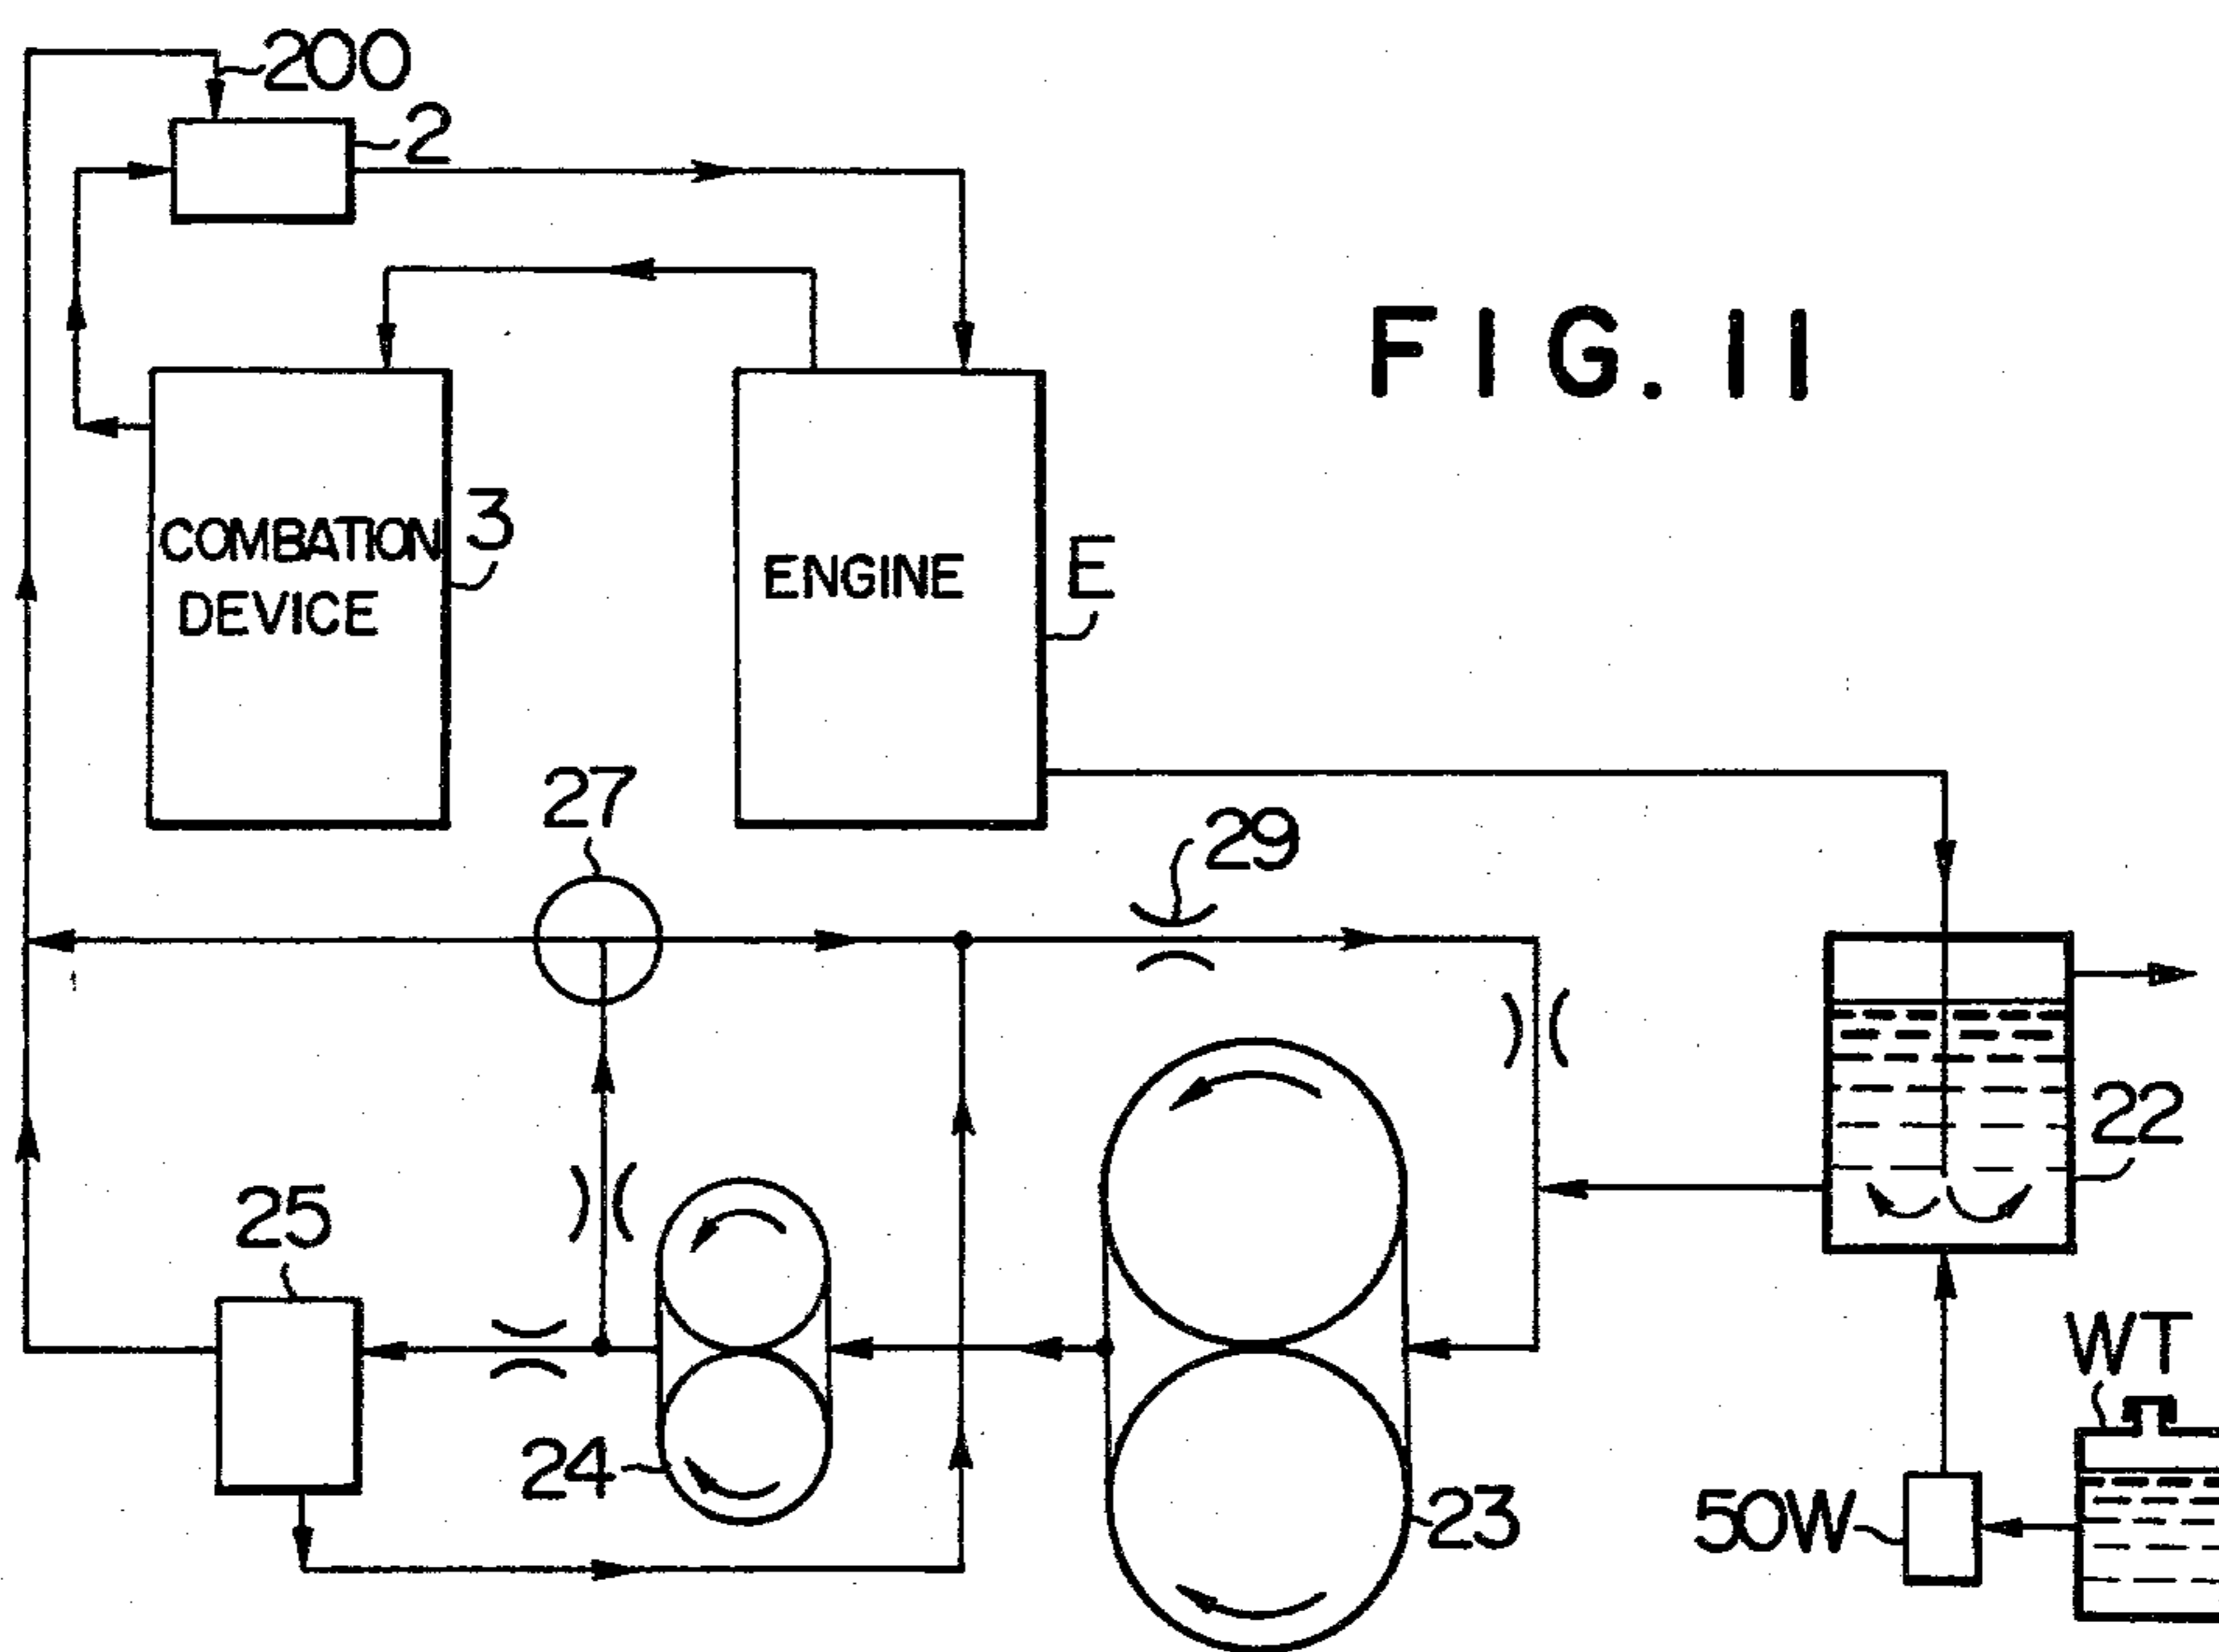 200
2
FIG. 11
COMBATION
DEVICE
3
ENGINE
E
27
29
22
25
24
23
WT
50W